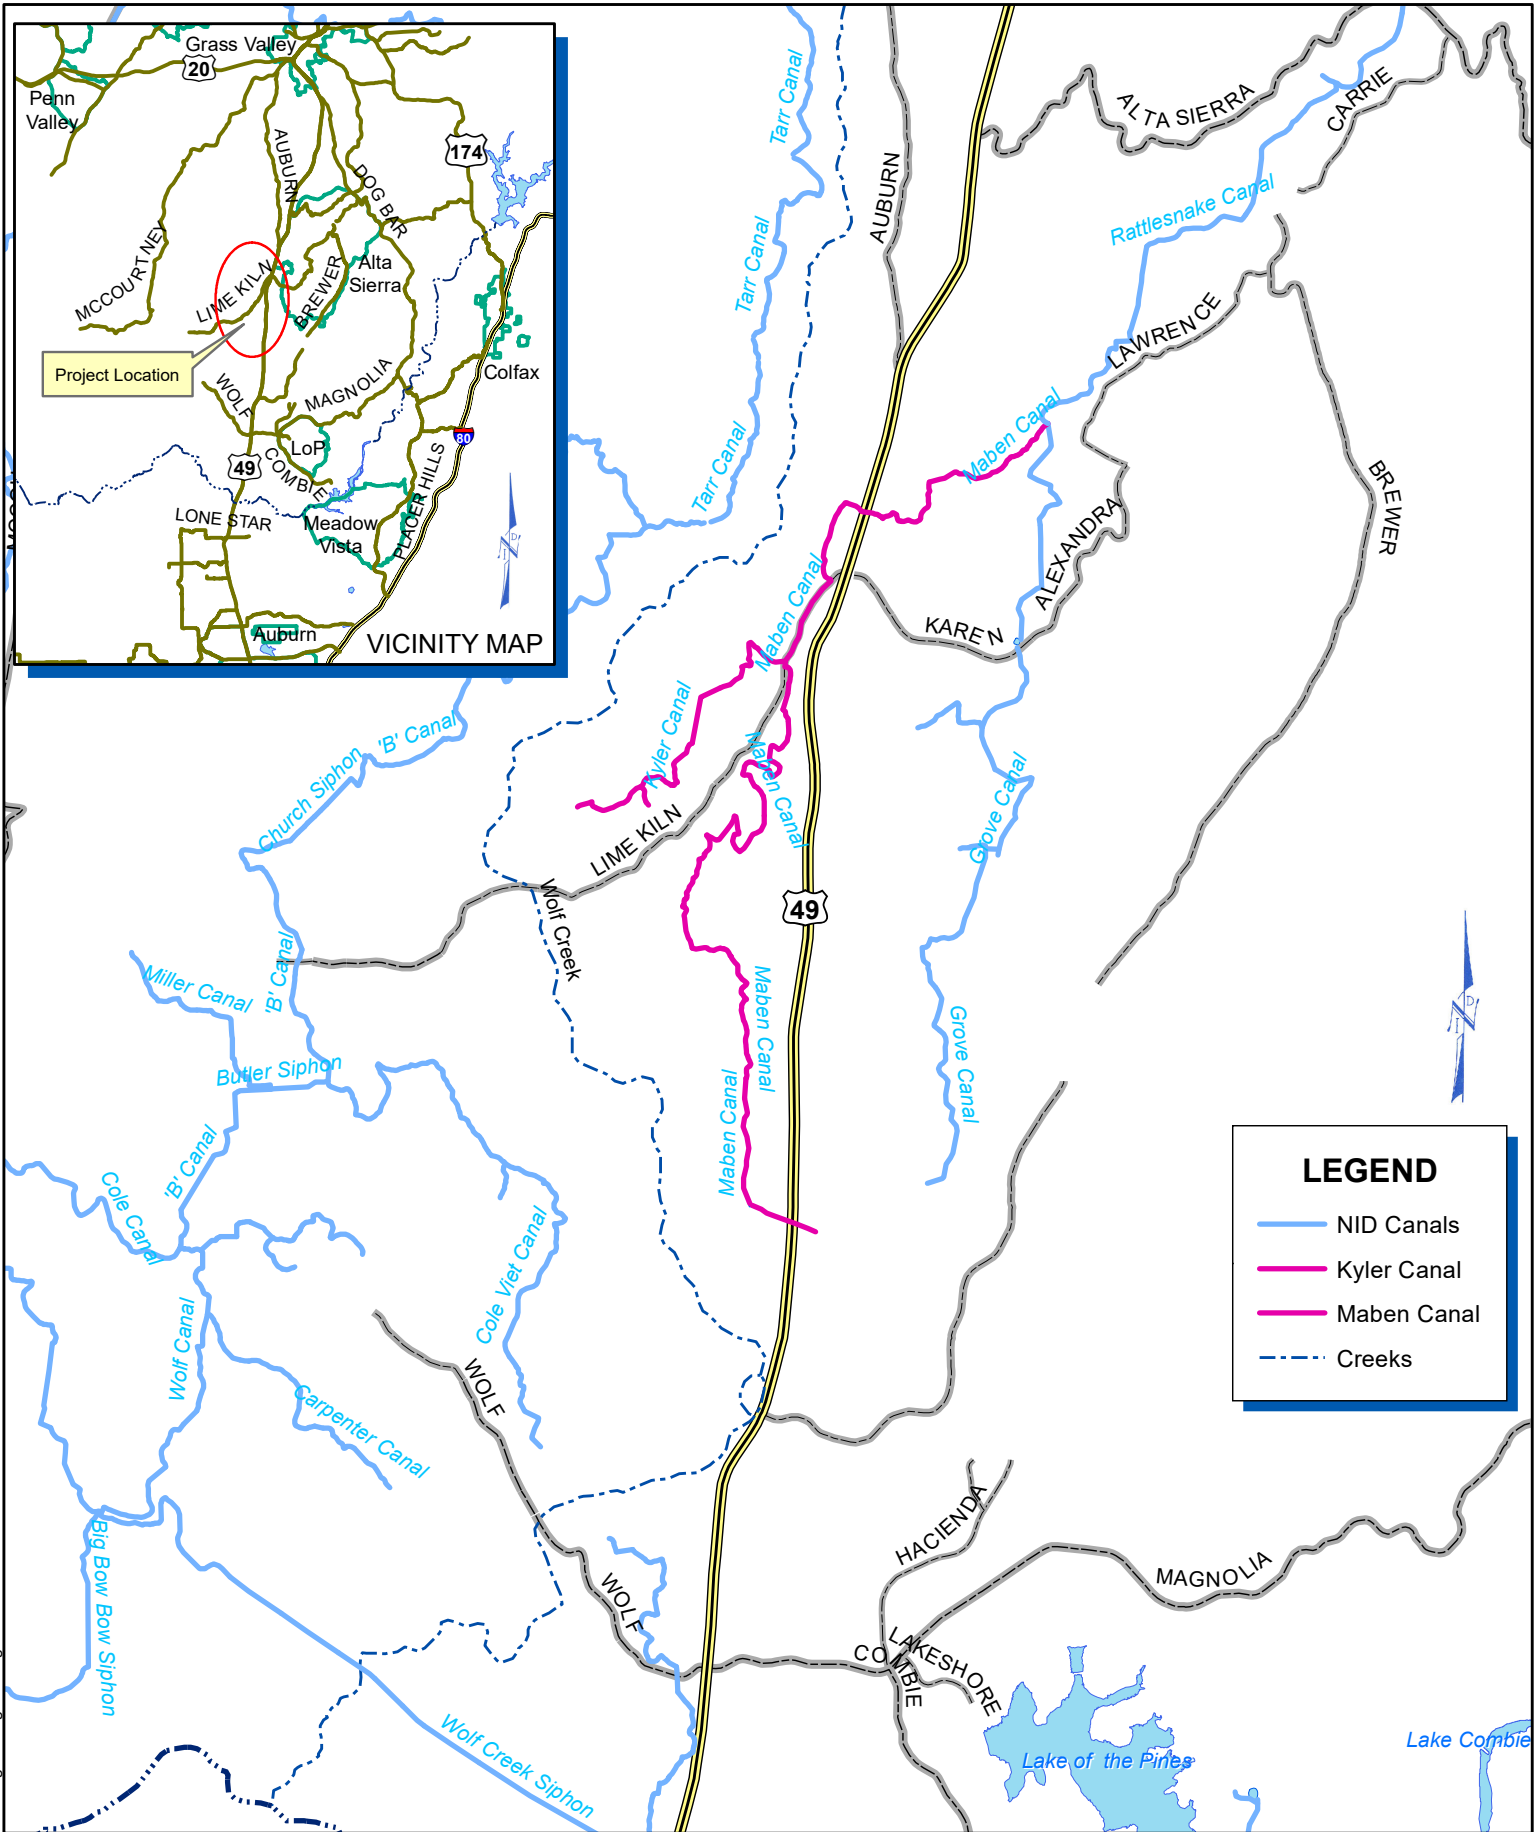 Grass Valley
20
Penn
Valley
AUBURN
174
DOG BAR
MCCOURTNEY
LIME KILN
BREWER
Alta
Sierra
Project Location
Colfax
WOLF
MAGNOLIA
LoP
80
49
COMBIE
PLACER HILLS
LONE STAR
Meadow
Vista
Auburn
VICINITY MAP
Tarr Canal
AUBURN
ALTA SIERRA
CARRIE
Rattlesnake Canal
Tarr Canal
LAWRENCE
Maben Canal
Tarr Canal
BREWER
ALEXANDRA
Maben Canal
KAREN
Kyler Canal
'B' Canal
Church Siphon
Maben Canal
Grove Canal
LIME KILN
49
Wolf Creek
'B' Canal
Miller Canal
Maben Canal
Grove Canal
Butler Siphon
Maben Canal
'B' Canal
Cole Canal
Cole Viet Canal
LEGEND
NID Canals
Kyler Canal
Maben Canal
Creeks
Wolf Canal
WOLF
Carpenter Canal
Big Bow Bow Siphon
HACIENDA
MAGNOLIA
WOLF
LAKESHORE
COMBIE
Wolf Creek Siphon
Lake of the Pines
Lake Combie